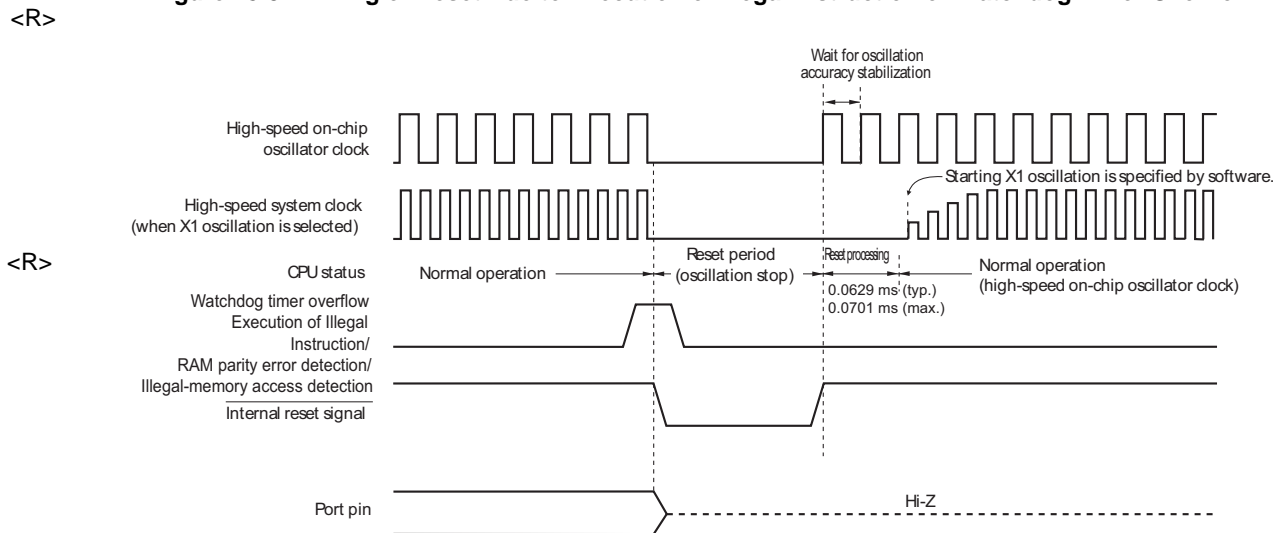 <R>
Wait for oscillation
accuracy stabilization
High-speed on-chip
oscillator clock
Starting X1 oscillation is specified by software.
High-speed system clock
(when X1 oscillation is selected)
<R>
CPU status
Normal operation
Reset period
(oscillation stop)
Reset processing
0.0629 ms (typ.)
0.0701 ms (max.)
Normal operation
(high-speed on-chip oscillator clock)
Watchdog timer overflow
Execution of Illegal
Instruction/
RAM parity error detection/
Illegal-memory access detection
Internal reset signal
Port pin
Hi-Z